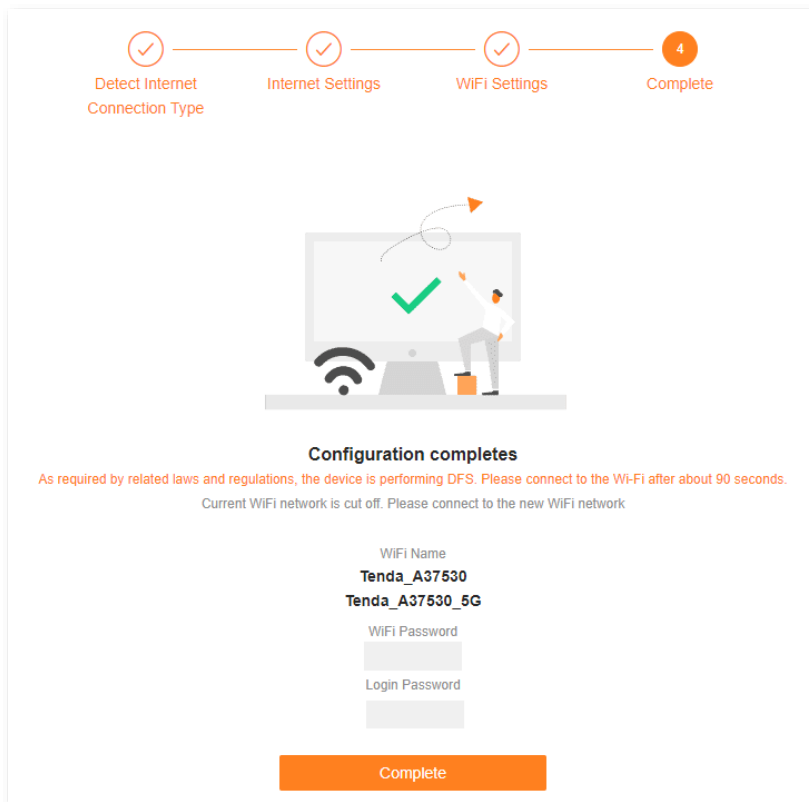 4
Detect Internet
Connection Type
Internet Settings
WiFi Settings
Complete
Configuration completes
As required by related laws and regulations, the device is performing DFS. Please connect to the Wi-Fi after about 90 seconds.
Current WiFi network is cut off. Please connect to the new WiFi network
WiFi Name
Tenda_A37530
Tenda_A37530_5G
WiFi Password
Login Password
Complete